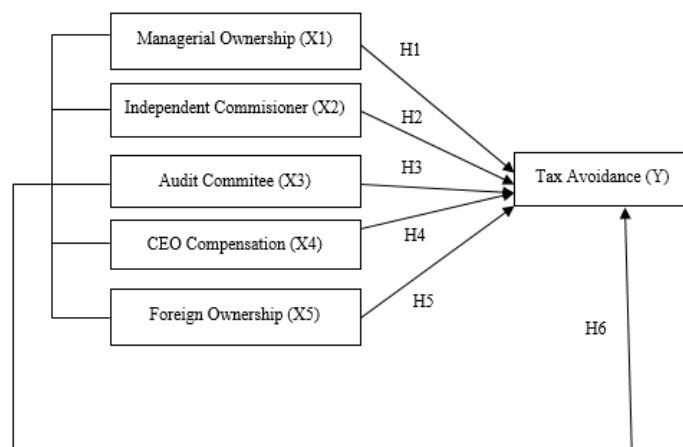 Managerial Ownership (X1)
H1
Independent Commisioner (X2)
H2
Audit Commitee (X3)
H3
Tax Avoidance (Y)
CEO Compensation (X4)
H4
Foreign Ownership (X5)
H5
H6